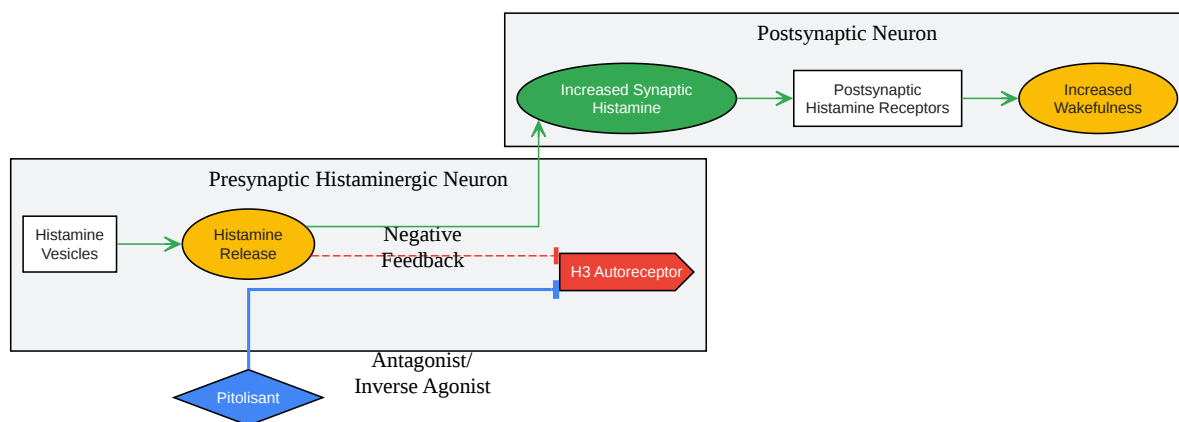 Postsynaptic Neuron
Increased Synaptic
Histamine
Postsynaptic
Histamine Receptors
Increased
Wakefulness
Presynaptic Histaminergic Neuron
Histamine
Vesicles
Histamine
Release
Negative
Feedback
H3 Autoreceptor
Antagonist/
Inverse Agonist
Pitolisant